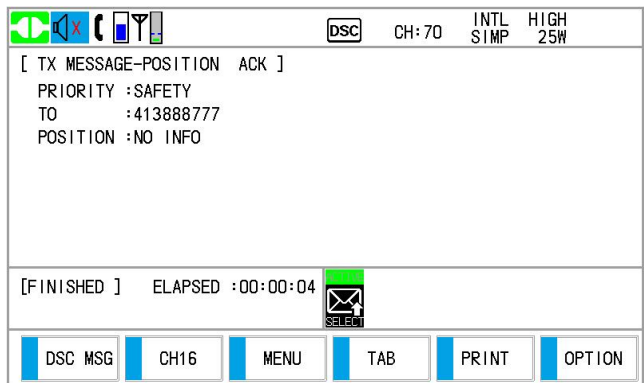 DSC CH:70 INTL SIMP HIGH 25W
[ TX MESSAGE-POSITION ACK ]
PRIORITY :SAFETY
TO :413888777
POSITION :NO INFO
[FINISHED ] ELAPSED :00:00:04
SELECT
DSC MSG CH16 MENU TAB PRINT OPTION